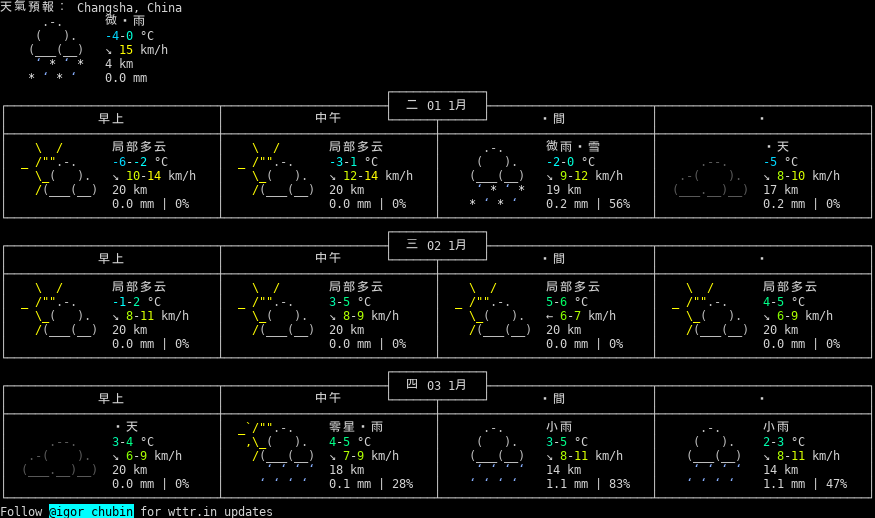 天氣預報： Changsha, China
微・雨
-4-0 °C
↘ 15 km/h
4 km
0.0 mm
二 01 1月
早上 中午 ・間 ・
局部多云 局部多云 微雨・雪 ・天
-6--2 °C -3-1 °C -2-0 °C -5 °C
↘ 10-14 km/h ↘ 12-14 km/h ↘ 9-12 km/h ↘ 8-10 km/h
20 km 20 km 19 km 17 km
0.0 mm | 0% 0.0 mm | 0% 0.2 mm | 56% 0.2 mm | 0%
三 02 1月
早上 中午 ・間 ・
局部多云 局部多云 局部多云 局部多云
-1-2 °C 3-5 °C 5-6 °C 4-5 °C
↘ 8-11 km/h ↘ 8-9 km/h ← 6-7 km/h ↘ 6-9 km/h
20 km 20 km 20 km 20 km
0.0 mm | 0% 0.0 mm | 0% 0.0 mm | 0% 0.0 mm | 0%
四 03 1月
早上 中午 ・間 ・
・天 零星・雨 小雨 小雨
3-4 °C 4-5 °C 3-5 °C 2-3 °C
↘ 6-9 km/h ↘ 7-9 km/h ↘ 8-11 km/h ↘ 8-11 km/h
20 km 18 km 14 km 14 km
0.0 mm | 0% 0.1 mm | 28% 1.1 mm | 83% 1.1 mm | 47%
Follow @igor_chubin for wttr.in updates